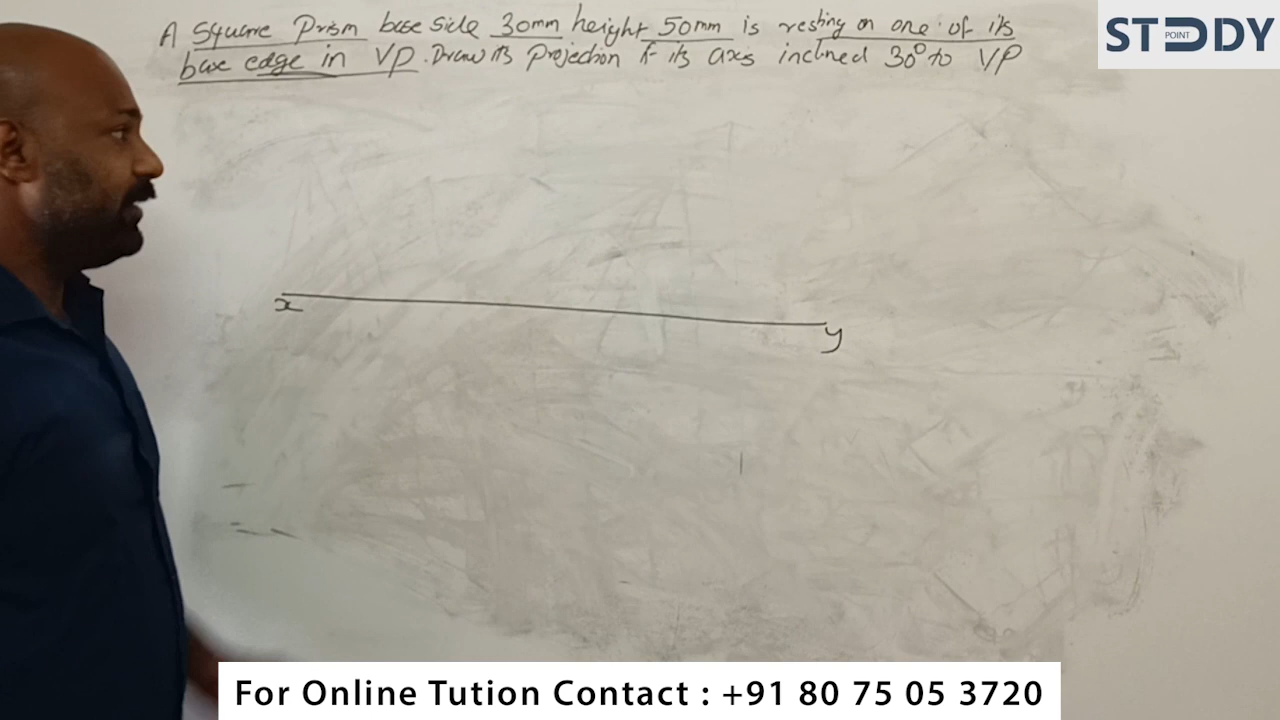 A Square Prism base side 30mm height 50mm is resting on one of its
base edge in VP. Draw its Projection if its axis inclined 30° to VP
STUDY
POINT
x
y
For Online Tution Contact : +91 80 75 05 3720